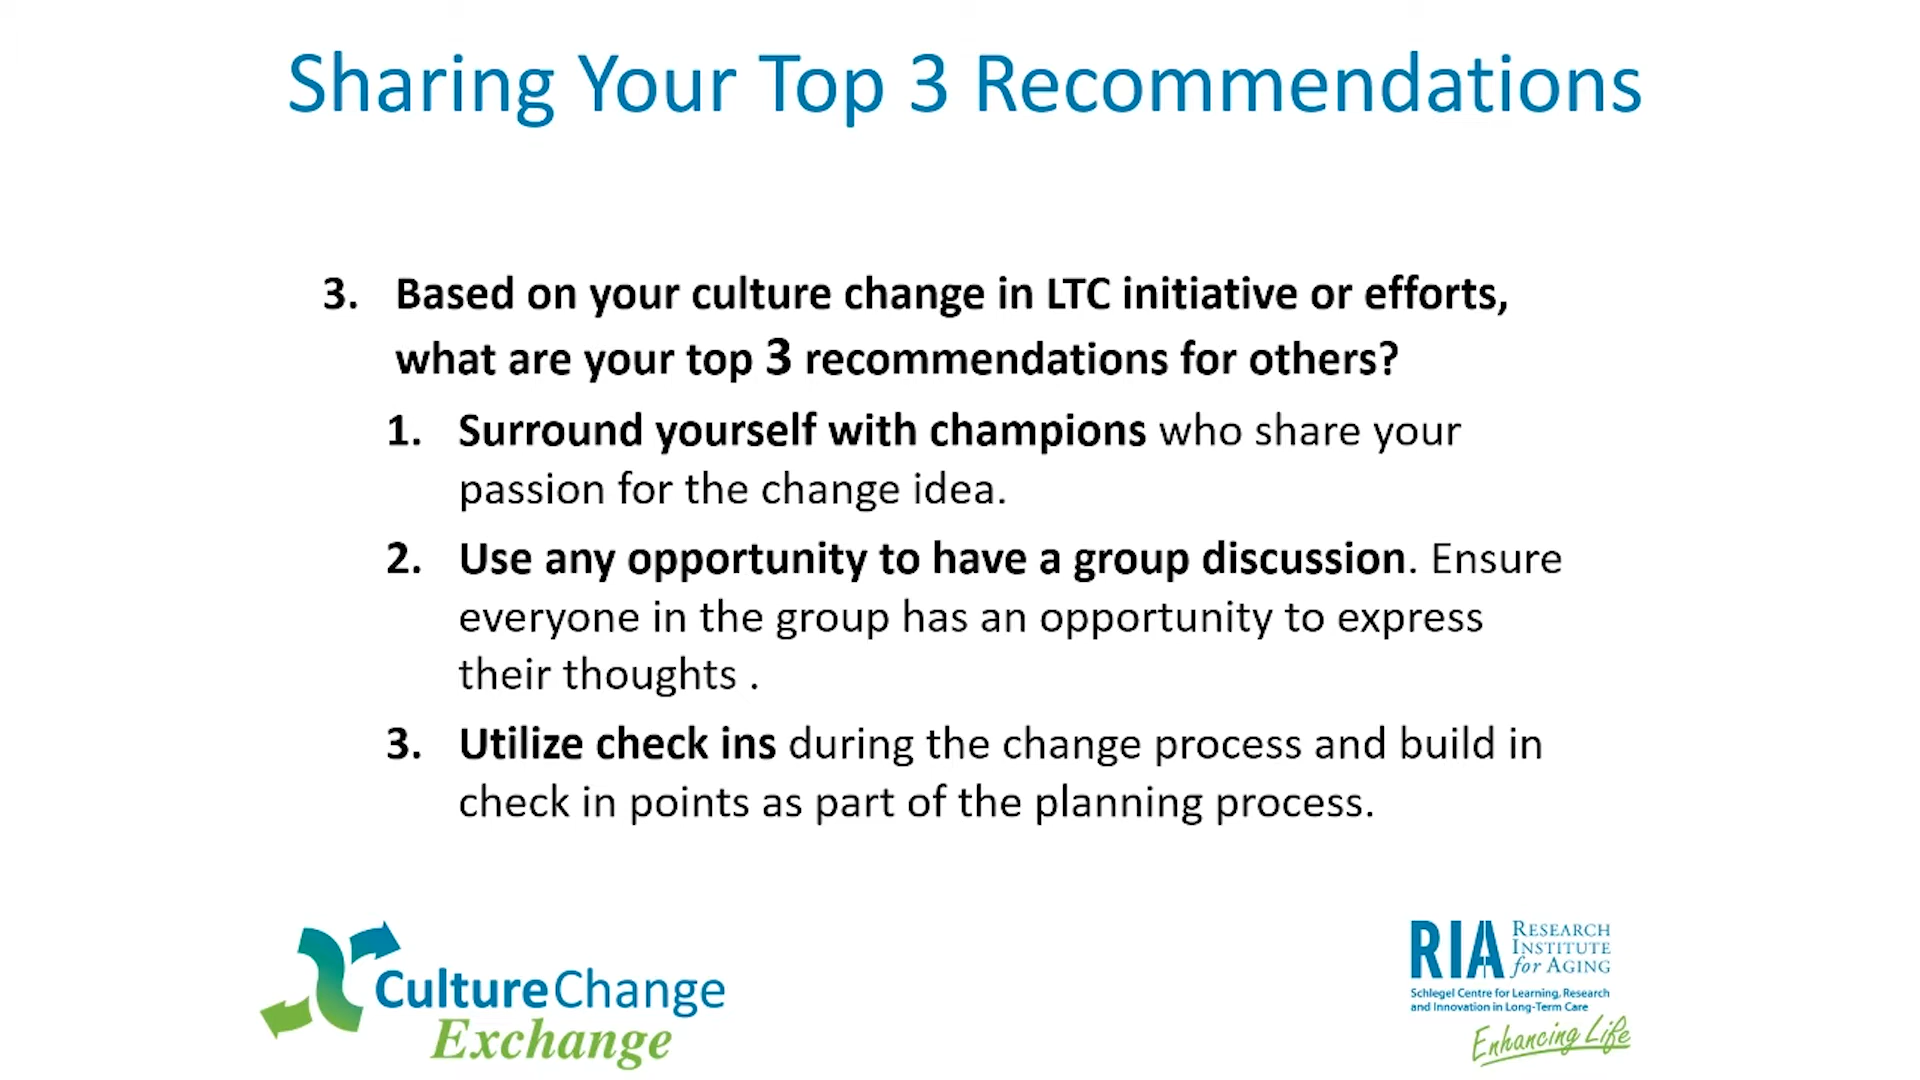 Sharing Your Top 3 Recommendations
3. Based on your culture change in LTC initiative or efforts,
what are your top 3 recommendations for others?
1. Surround yourself with champions who share your
passion for the change idea.
2. Use any opportunity to have a group discussion. Ensure
everyone in the group has an opportunity to express
their thoughts .
3. Utilize check ins during the change process and build in
check in points as part of the planning process.
CultureChange
Exchange
RIA RESEARCH
INSTITUTE
for AGING
Schlegel Centre for Learning, Research
and Innovation in Long-Term Care
Enhancing Life